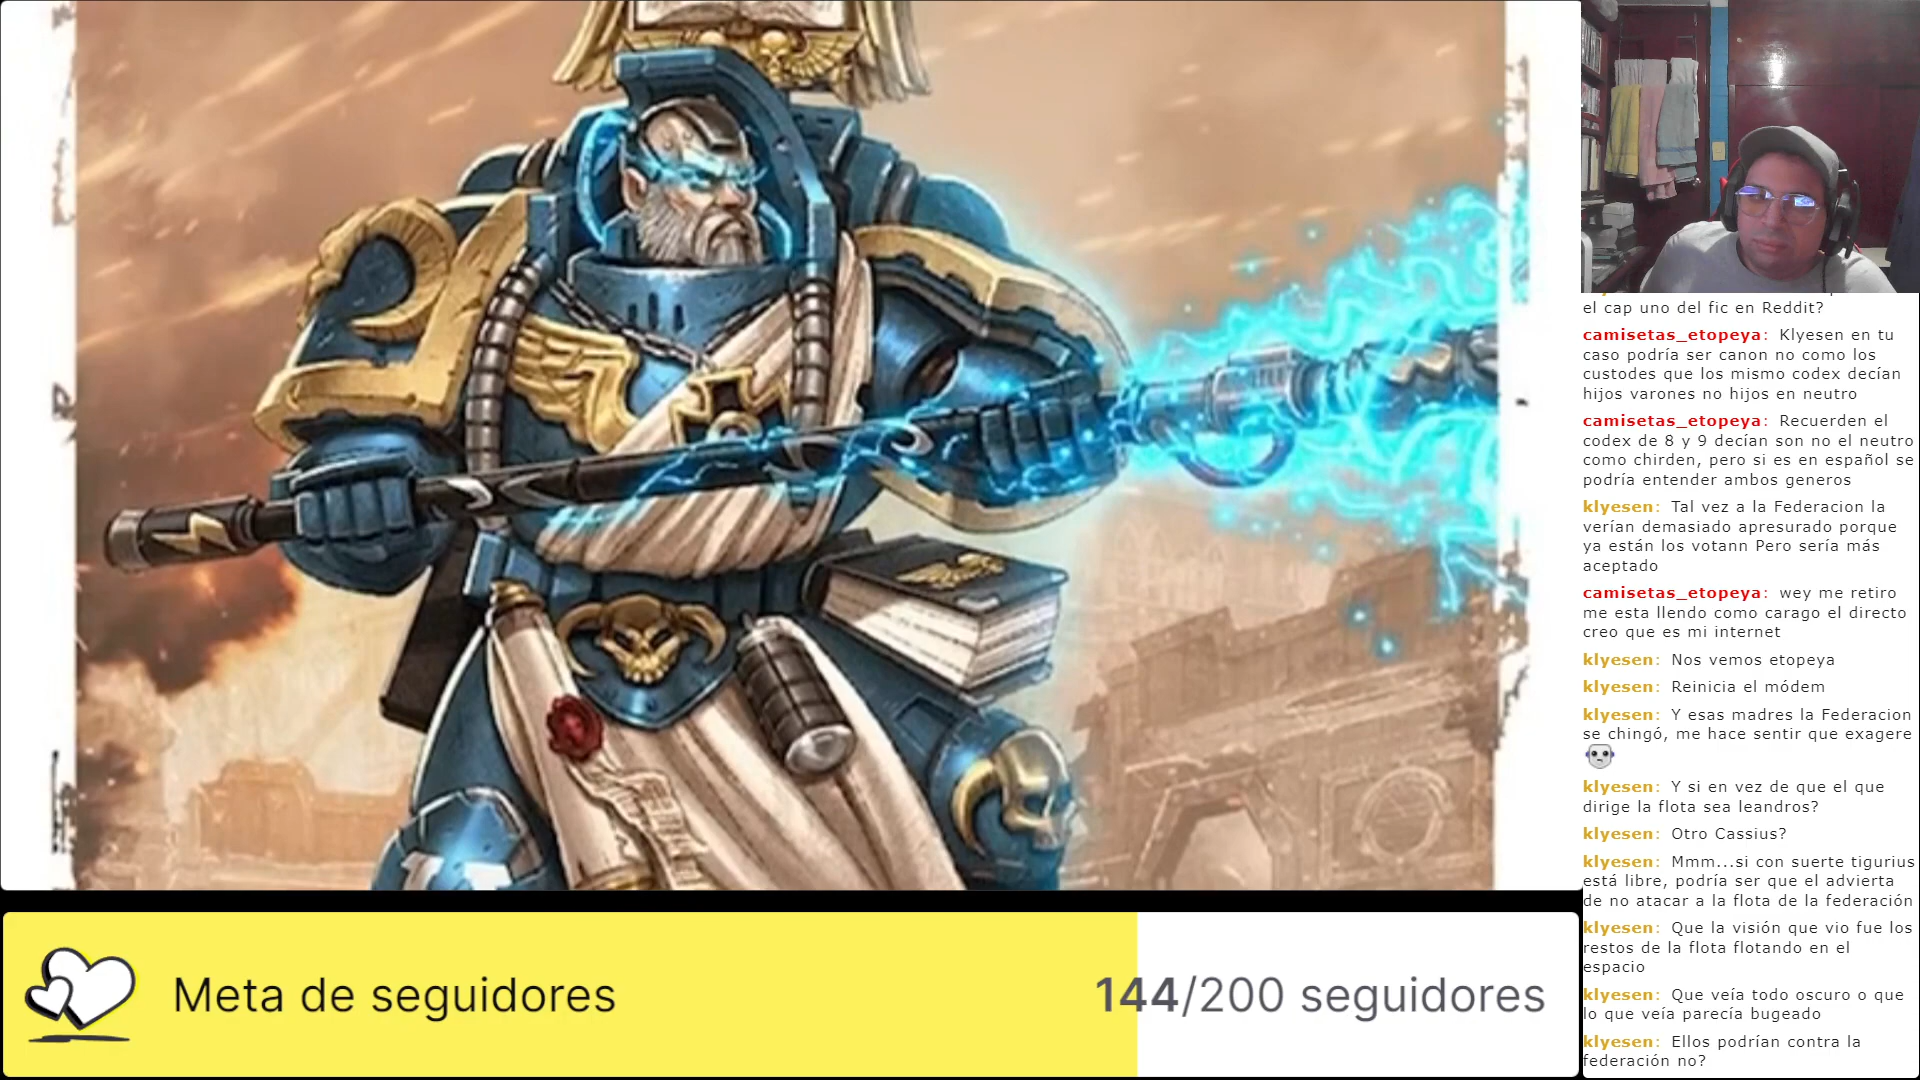 el cap uno del fic en Reddit?
camisetas_etopeya: Klyesen en tu
caso podría ser canon no como los
custodes que los mismo codex decían
hijos varones no hijos en neutro
camisetas_etopeya: Recuerden el
codex de 8 y 9 decían son no el neutro
como chirden, pero si es en español se
podría entender ambos generos
klyesen: Tal vez a la Federacion la
verían demasiado apresurado porque
ya están los votann Pero sería más
aceptado
camisetas_etopeya: wey me retiro
me esta llendo como carago el directo
creo que es mi internet
klyesen: Nos vemos etopeya
klyesen: Reinicia el módem
klyesen: Y esas madres la Federacion
se chingó, me hace sentir que exagere
klyesen: Y si en vez de que el que
dirige la flota sea leandros?
klyesen: Otro Cassius?
klyesen: Mmm...si con suerte tigurius
está libre, podría ser que el advierta
de no atacar a la flota de la federación
klyesen: Que la visión que vio fue los
restos de la flota flotando en el
espacio
klyesen: Que veía todo oscuro o que
lo que veía parecía bugeado
klyesen: Ellos podrían contra la
federación no?
Meta de seguidores
144/200 seguidores